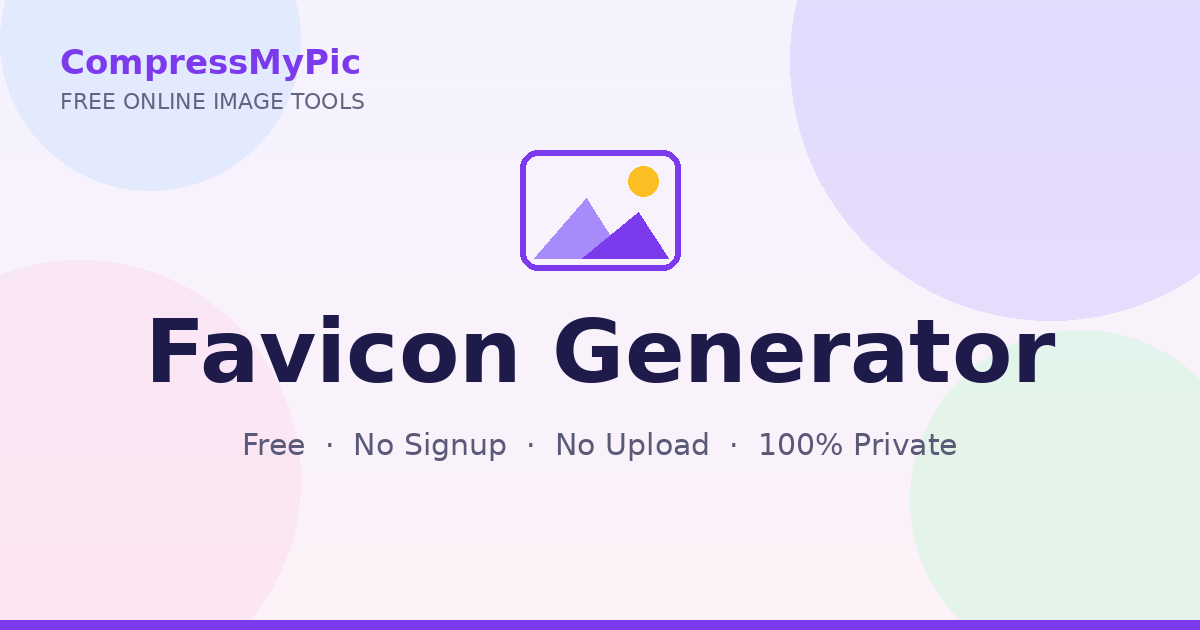 CompressMyPic
FREE ONLINE IMAGE TOOLS
Favicon Generator
Free · No Signup · No Upload · 100% Private